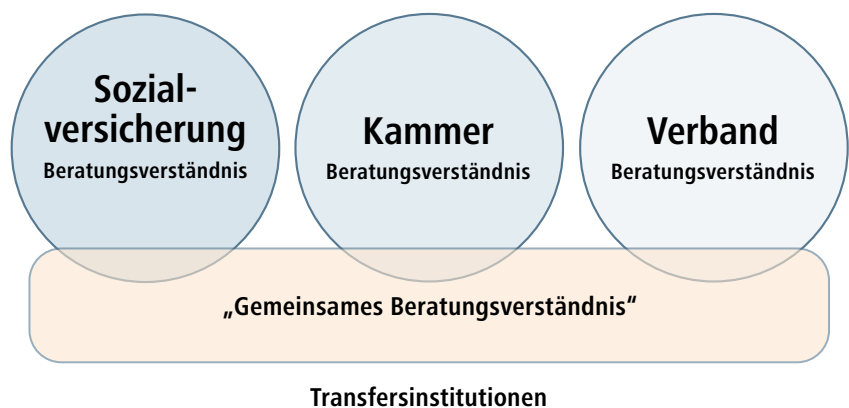 Sozial-
versicherung
Beratungsverständnis
Kammer
Beratungsverständnis
Verband
Beratungsverständnis
„Gemeinsames Beratungsverständnis“
Transfersinstitutionen